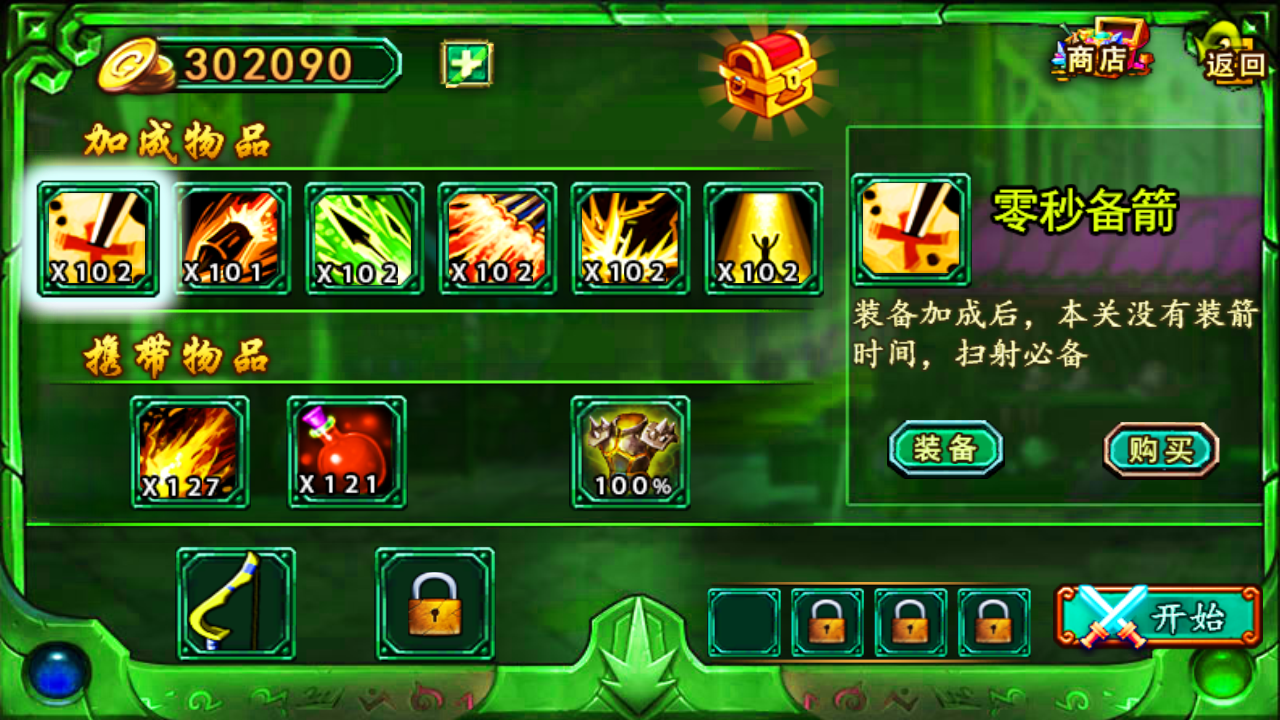 302090
商店
返回
加成物品
X102
X101
X102
X102
X102
X102
零秒备箭
装备加成后，本关没有装箭
时间，扫射必备
携带物品
X127
X121
100%
装备
购买
开始